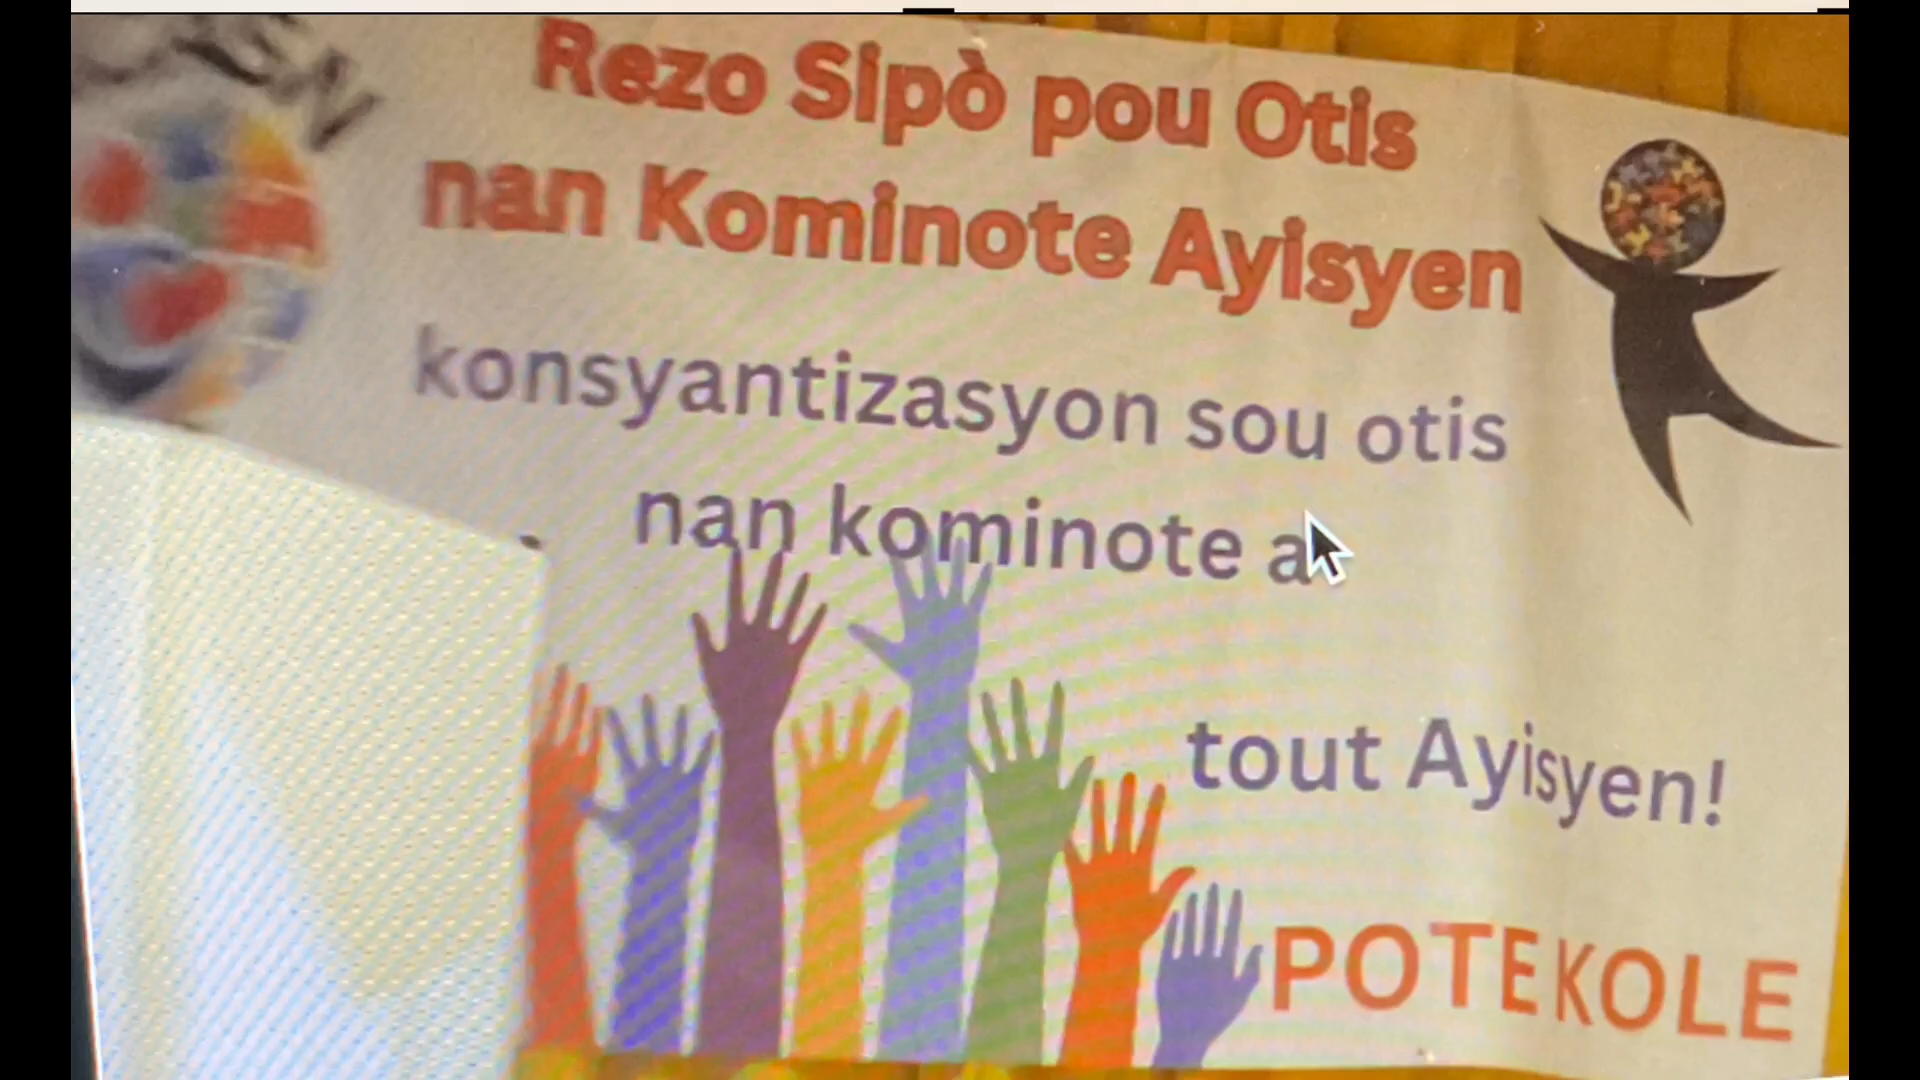 Rezo Sipò pou Otis
nan Kominote Ayisyen
konsyantizasyon sou otis
nan kominote a
tout Ayisyen!
POTEKOLE